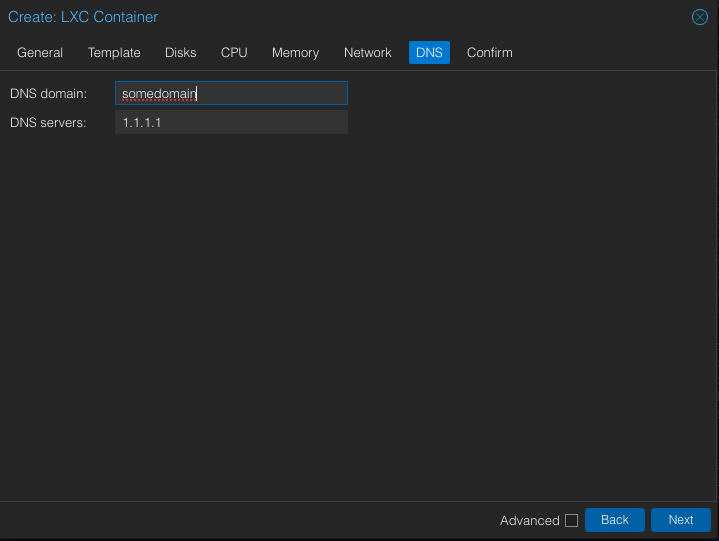 Create: LXC Container
General Template Disks CPU Memory Network DNS Confirm
DNS domain: somedomain
DNS servers: 1.1.1.1
Advanced Back Next